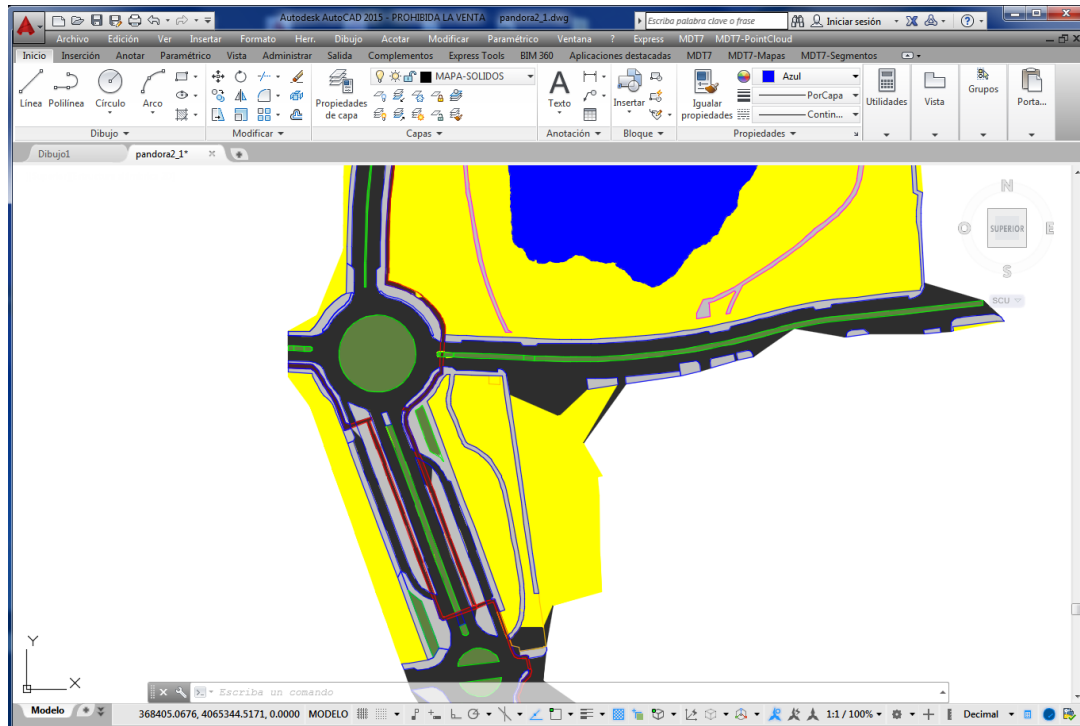 Autodesk AutoCAD 2015 - PROHIBIDA LA VENTA pandora2_1.dwg
Escriba palabra clave o frase
Iniciar sesión
Archivo Edición Ver Insertar Formato Herr. Dibujo Acotar Modificar Paramétrico Ventana ? Express MDT7 MDT7-PointCloud
Inicio Inserción Anotar Paramétrico Vista Administrar Salida Complementos Express Tools BIM 360 Aplicaciones destacadas MDT7 MDT7-Mapas MDT7-Segmentos
Línea Polilínea Círculo Arco
Propiedades de capa
MAPA-SOLIDOS
Texto
Insertar
Igualar propiedades
Azul
PorCapa
Contin...
Utilidades
Vista
Grupos
Porta...
Dibujo Modificar Capas Anotación Bloque Propiedades
Dibujo1 pandora2_1*
N
O SUPERIOR E
S
SCU
Y
X
Escriba un comando
Modelo
368405.0676, 4065344.5171, 0.0000 MODELO
1:1 / 100%
Decimal